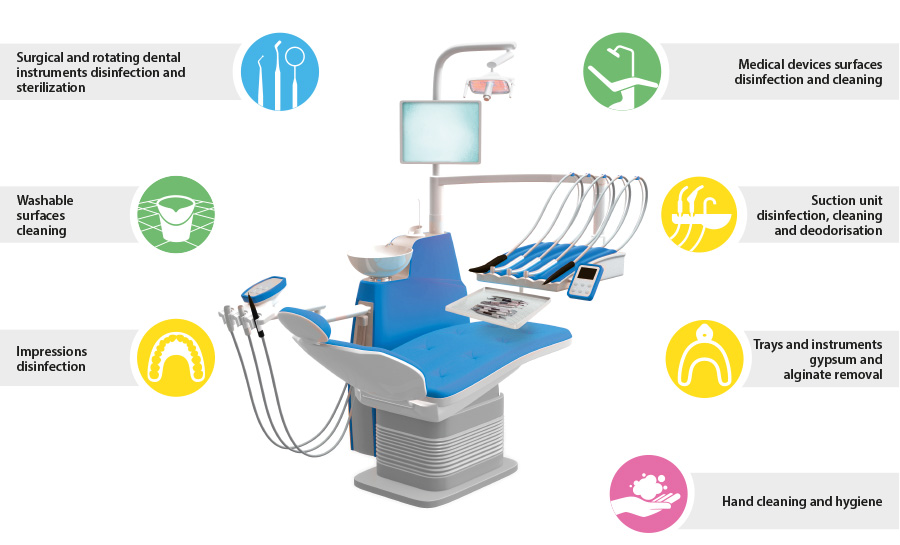 Surgical and rotating dental
instruments disinfection and
sterilization
Washable
surfaces
cleaning
Impressions
disinfection
Medical devices surfaces
disinfection and cleaning
Suction unit
disinfection, cleaning
and deodorisation
Trays and instruments
gypsum and
alginate removal
Hand cleaning and hygiene